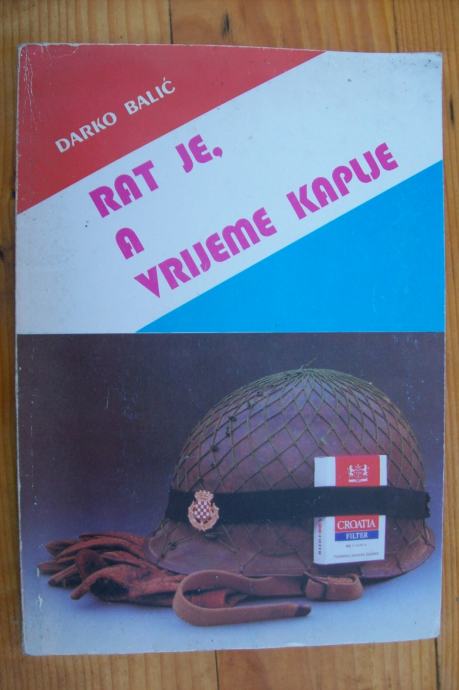 DARKO BALIĆ
RAT JE,
A
VRIJEME KAPLJE
CROATIA
FILTER